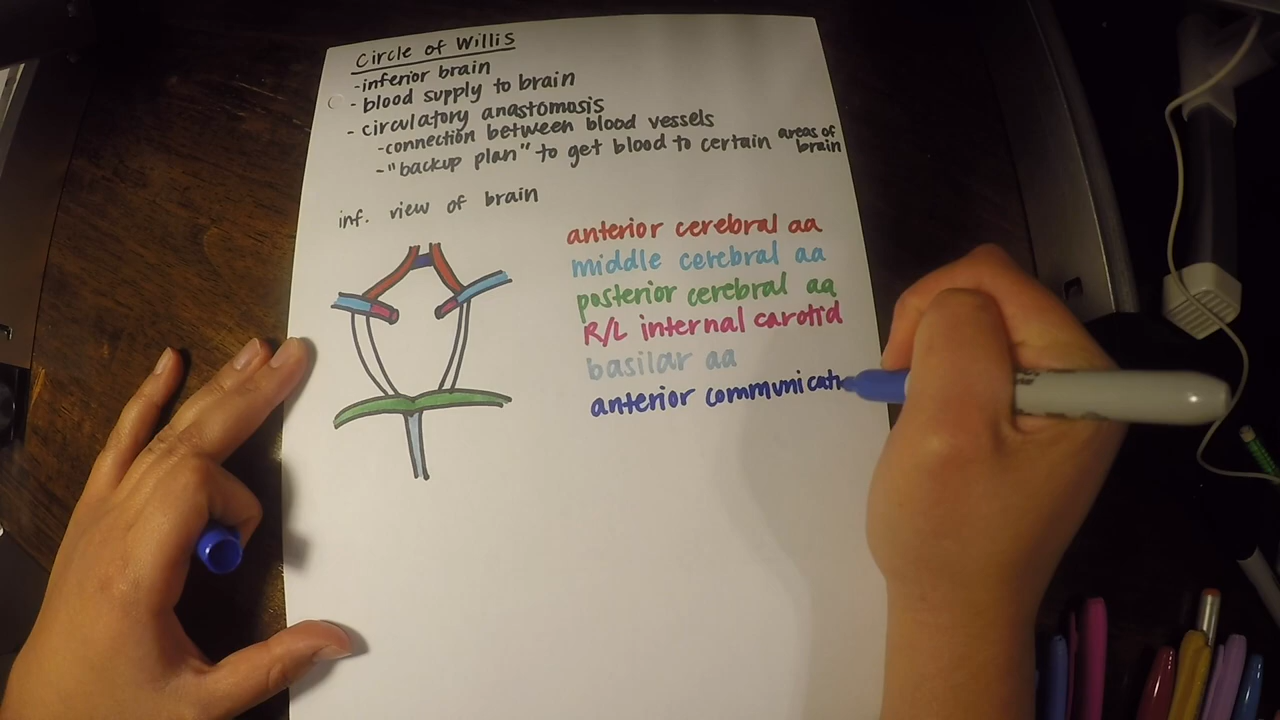 Circle of Willis
-inferior brain
- blood supply to brain
- circulatory anastomosis
-connection between blood vessels
-"backup plan" to get blood to certain areas of brain
inf. view of brain
anterior cerebral aa
middle cerebral aa
posterior cerebral aa
R/L internal carotid
basilar aa
anterior